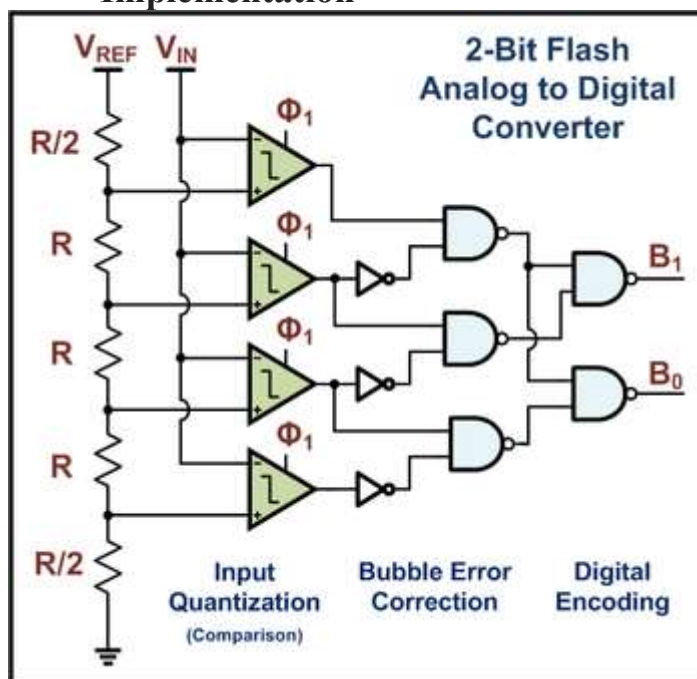 Implementation
V_REF V_IN
2-Bit Flash
Analog to Digital
Converter
R/2
Φ1
R
Φ1
B1
R
Φ1
B0
R
Φ1
R/2
Input
Quantization
(Comparison)
Bubble Error
Correction
Digital
Encoding